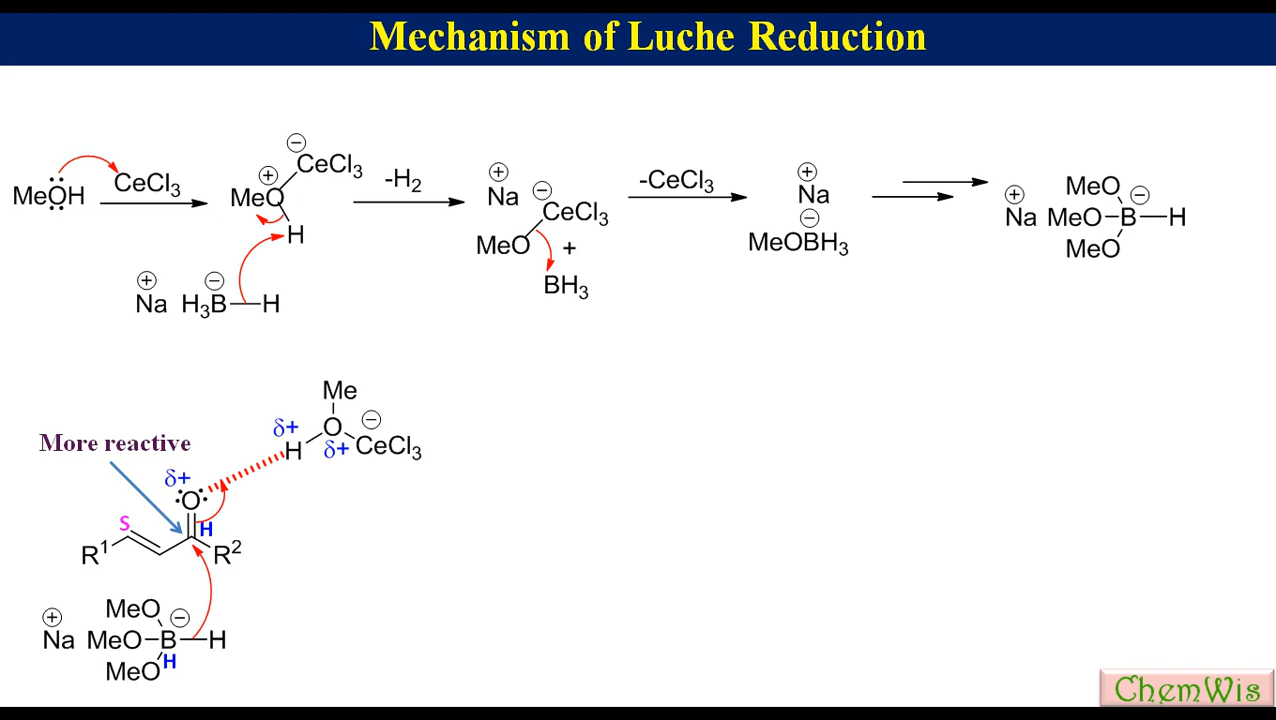 Mechanism of Luche Reduction
MeOH
CeCl3
MeO
H
⊕
⊖
CeCl3
⊕
Na
⊖
H3B—H
-H2
⊕
Na
⊖
CeCl3
MeO
+
BH3
-CeCl3
⊕
Na
⊖
MeOBH3
⊕
Na
MeO
MeO–B—H
⊖
MeO
Me
O
⊖
δ+
H
δ+
CeCl3
More reactive
δ+
O
S
H
R1
R2
⊕
Na
MeO
⊖
MeO–B—H
H
MeO
ChemWis